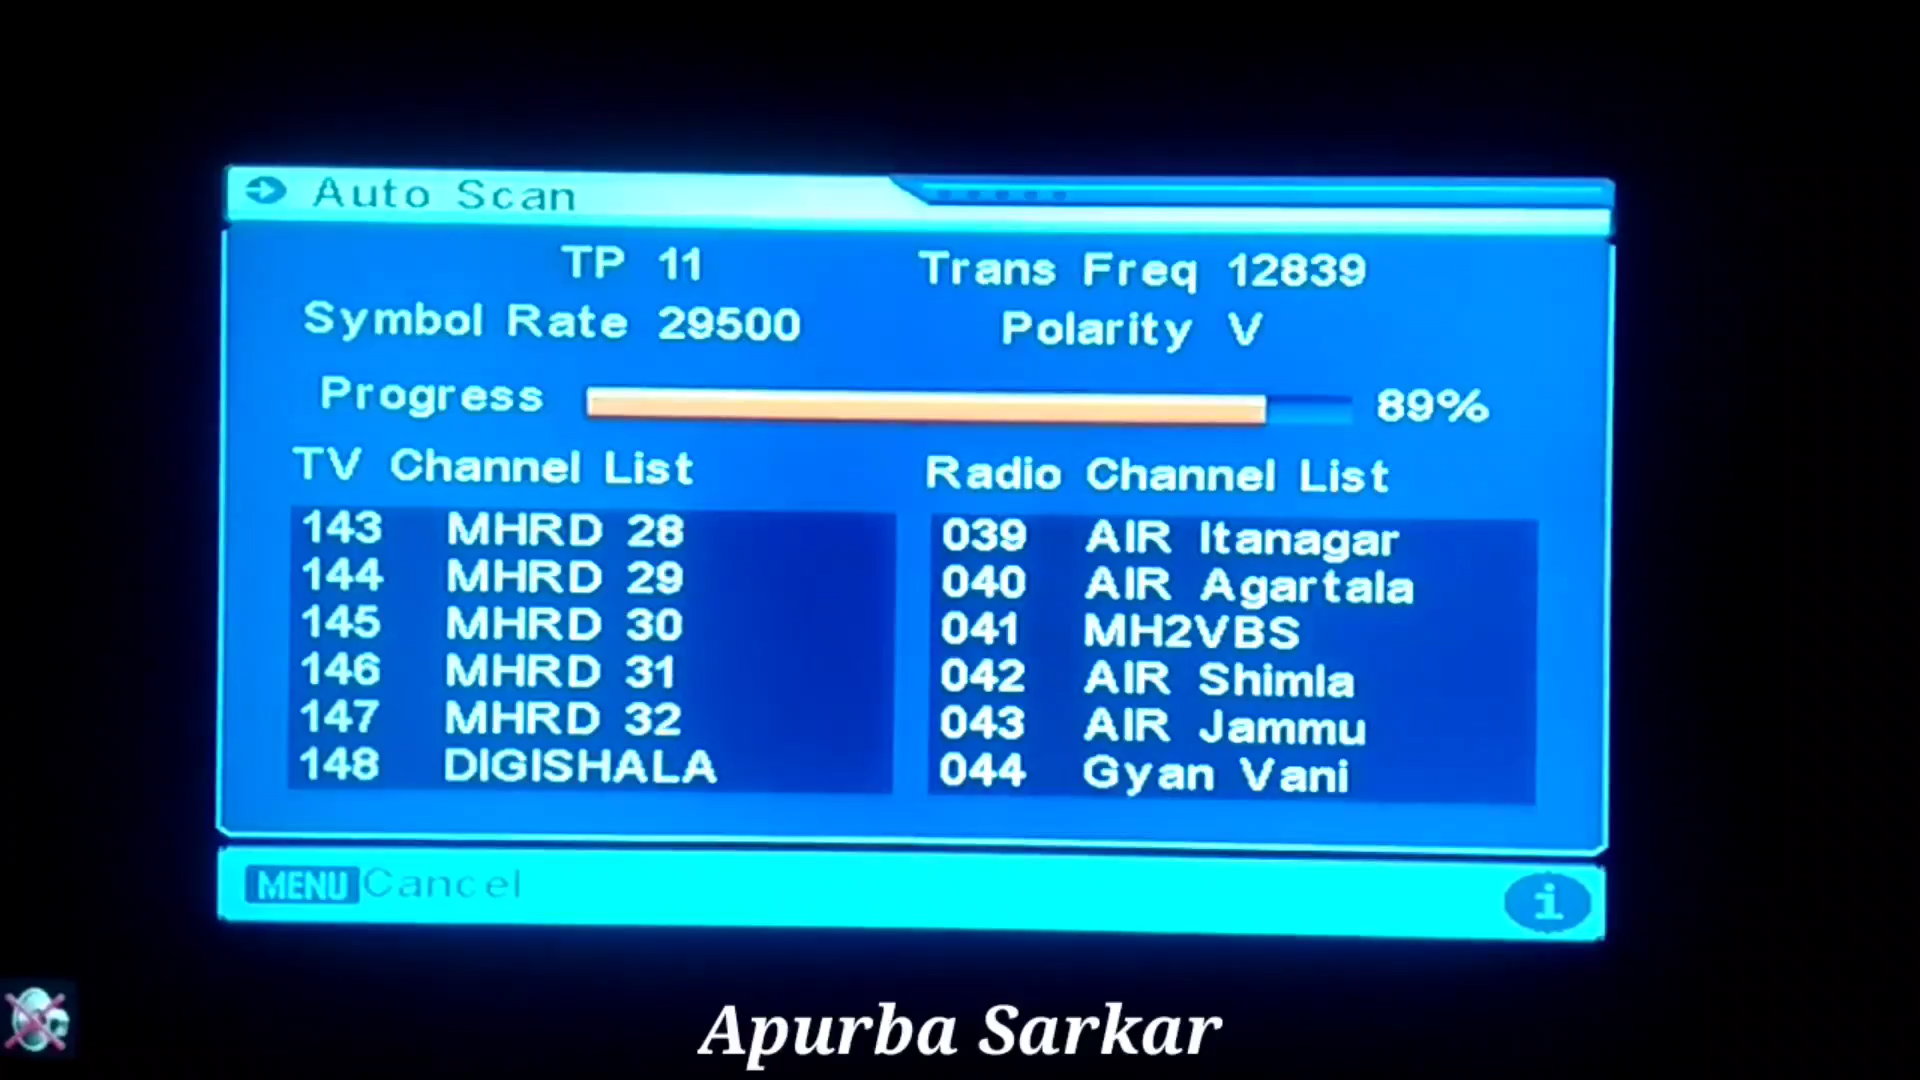 Auto Scan
TP 11 Trans Freq 12839
Symbol Rate 29500 Polarity V
Progress 89%
TV Channel List Radio Channel List
143 MHRD 28 039 AIR Itanagar
144 MHRD 29 040 AIR Agartala
145 MHRD 30 041 MH2VBS
146 MHRD 31 042 AIR Shimla
147 MHRD 32 043 AIR Jammu
148 DIGISHALA 044 Gyan Vani
MENU Cancel i
Apurba Sarkar